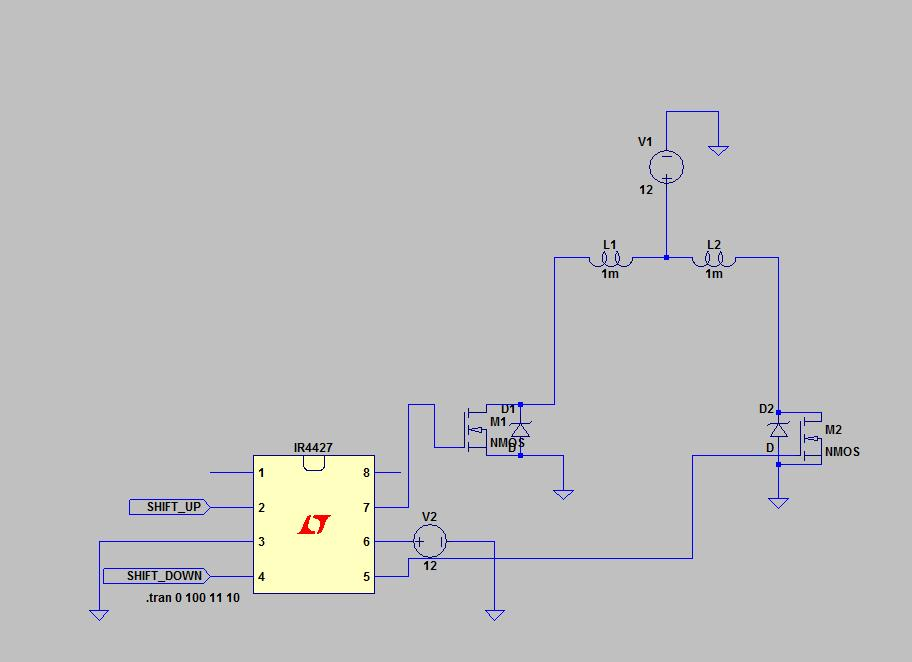 V1
12
L1
L2
1m
1m
D1
M1
NMOS
D
D2
M2
D
NMOS
IR4427
1
8
SHIFT_UP
2
7
V2
3
6
12
SHIFT_DOWN
4
5
.tran 0 100 11 10